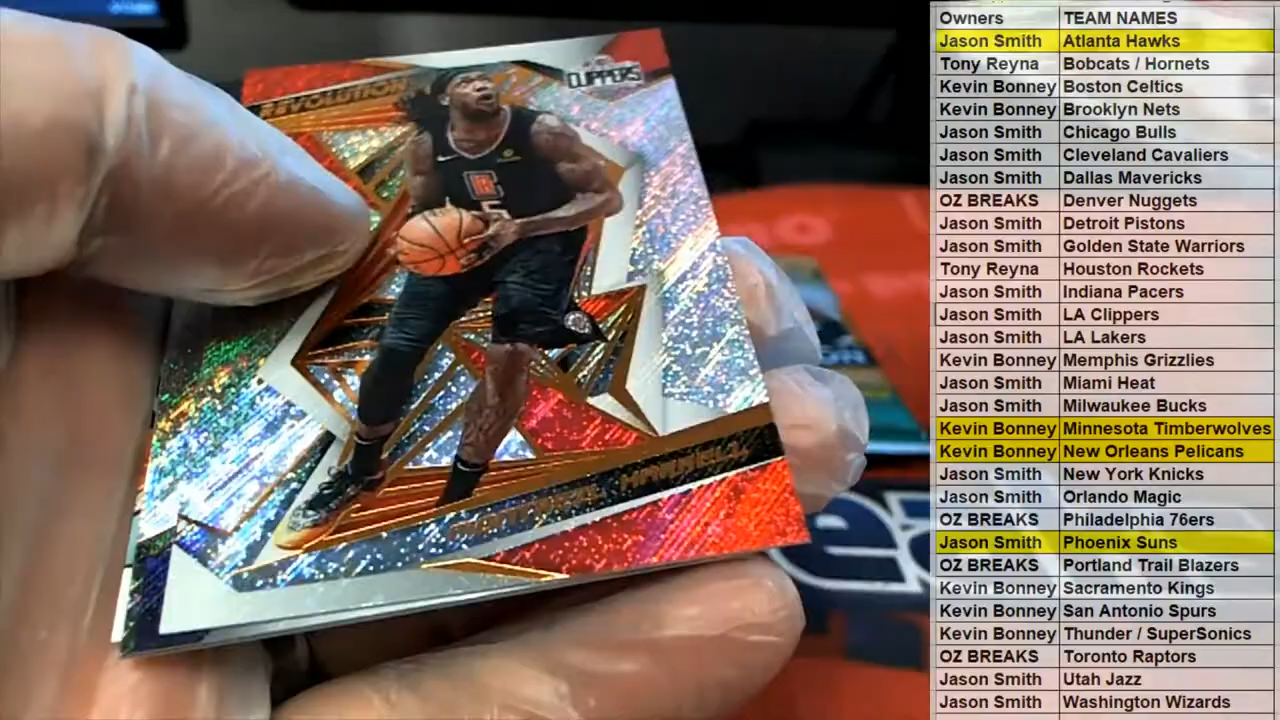 REVOLUTION
CLIPPERS
MONTREZL HARRELL
Owners TEAM NAMES
Jason Smith Atlanta Hawks
Tony Reyna Bobcats / Hornets
Kevin Bonney Boston Celtics
Kevin Bonney Brooklyn Nets
Jason Smith Chicago Bulls
Jason Smith Cleveland Cavaliers
Jason Smith Dallas Mavericks
OZ BREAKS Denver Nuggets
Jason Smith Detroit Pistons
Jason Smith Golden State Warriors
Tony Reyna Houston Rockets
Jason Smith Indiana Pacers
Jason Smith LA Clippers
Jason Smith LA Lakers
Kevin Bonney Memphis Grizzlies
Jason Smith Miami Heat
Jason Smith Milwaukee Bucks
Kevin Bonney Minnesota Timberwolves
Kevin Bonney New Orleans Pelicans
Jason Smith New York Knicks
Jason Smith Orlando Magic
OZ BREAKS Philadelphia 76ers
Jason Smith Phoenix Suns
OZ BREAKS Portland Trail Blazers
Kevin Bonney Sacramento Kings
Kevin Bonney San Antonio Spurs
Kevin Bonney Thunder / SuperSonics
OZ BREAKS Toronto Raptors
Jason Smith Utah Jazz
Jason Smith Washington Wizards